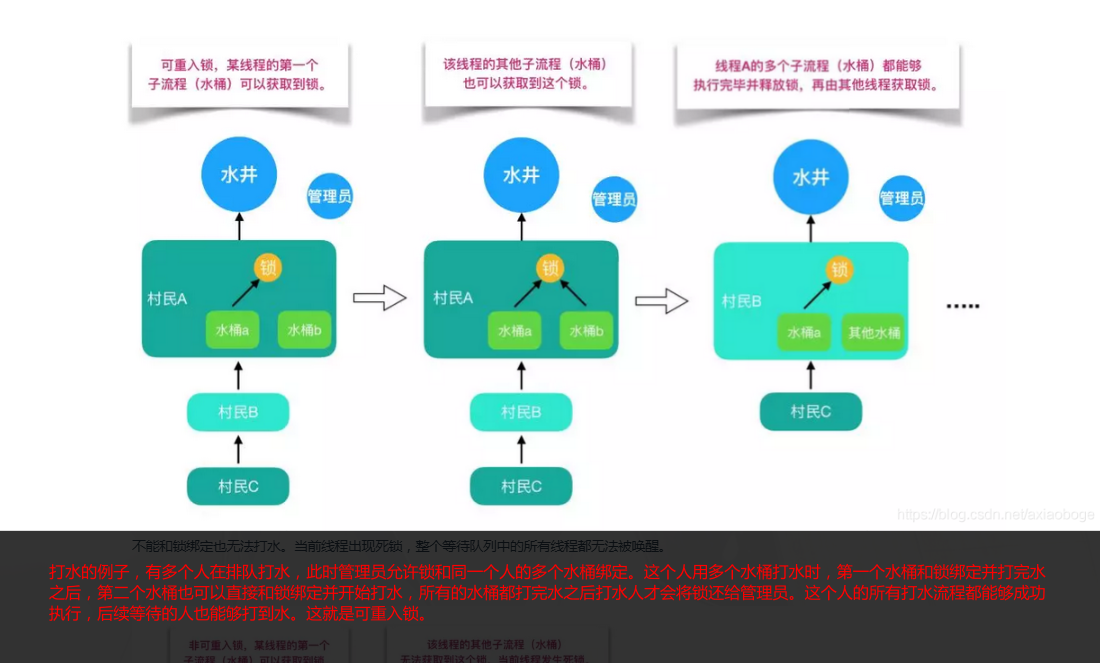 可重入锁，某线程的第一个
子流程（水桶）可以获取到锁。
该线程的其他子流程（水桶）
也可以获取到这个锁。
线程A的多个子流程（水桶）都能够
执行完毕并释放锁，再由其他线程获取锁。
水井
管理员
锁
村民A
水桶a
水桶b
村民B
村民C
水井
管理员
锁
村民A
水桶a
水桶b
村民B
村民C
水井
管理员
锁
村民B
水桶a
其他水桶
村民C
.....
https://blog.csdn.net/axiaoboge
不能和锁绑定也无法打水。当前线程出现死锁，整个等待队列中的所有线程都无法被唤醒。
打水的例子，有多个人在排队打水，此时管理员允许锁和同一个人的多个水桶绑定。这个人用多个水桶打水时，第一个水桶和锁绑定并打完水
之后，第二个水桶也可以直接和锁绑定并开始打水，所有的水桶都打完水之后打水人才会将锁还给管理员。这个人的所有打水流程都能够成功
执行，后续等待的人也能够打到水。这就是可重入锁。
非可重入锁，某线程的第一个
子流程（水桶）可以获取到锁。
该线程的其他子流程（水桶）
无法获取到这个锁，当前线程发生死锁。